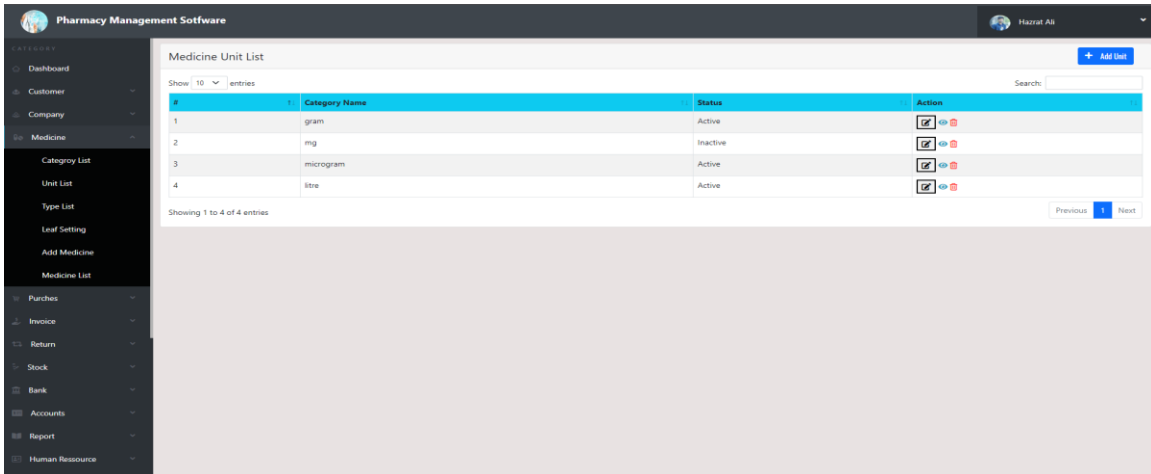 Pharmacy Management Sotfware
Hazrat Ali
CATEGORY
Dashboard
Customer
Company
Medicine
Categroy List
Unit List
Type List
Leaf Setting
Add Medicine
Medicine List
Purches
Invoice
Return
Stock
Bank
Accounts
Report
Human Ressource
Medicine Unit List
+ Add Unit
Show 10 entries
Search:
# Category Name Status Action
1 gram Active
2 mg Inactive
3 microgram Active
4 litre Active
Showing 1 to 4 of 4 entries
Previous 1 Next